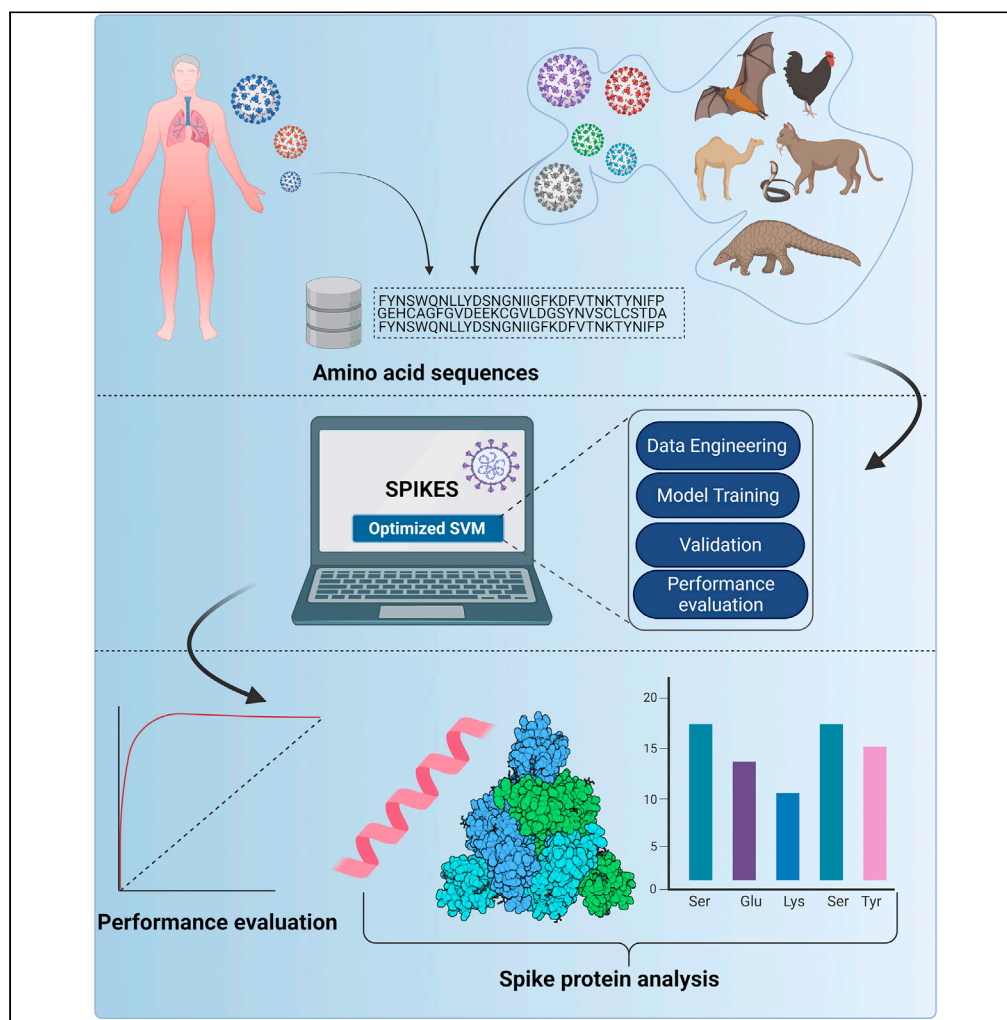 FYNSWQNLLYDSNGNIIGFKDFVTNKTYNIFP
GEHCAGFGVDEEKCGVLDGSYNVSCLCSTDA
FYNSWQNLLYDSNGNIIGFKDFVTNKTYNIFP
Amino acid sequences
SPIKES
Optimized SVM
Data Engineering
Model Training
Validation
Performance
evaluation
Performance evaluation
20
15
10
5
0
Ser Glu Lys Ser Tyr
Spike protein analysis